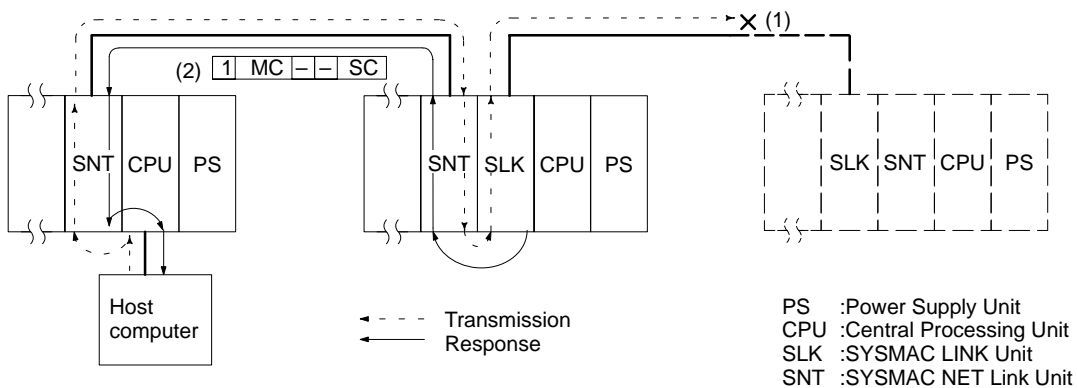 (1)
(2) 1 MC – – SC
SNT CPU PS
SNT SLK CPU PS
SLK SNT CPU PS
Host
computer
Transmission
Response
PS :Power Supply Unit
CPU :Central Processing Unit
SLK :SYSMAC LINK Unit
SNT :SYSMAC NET Link Unit